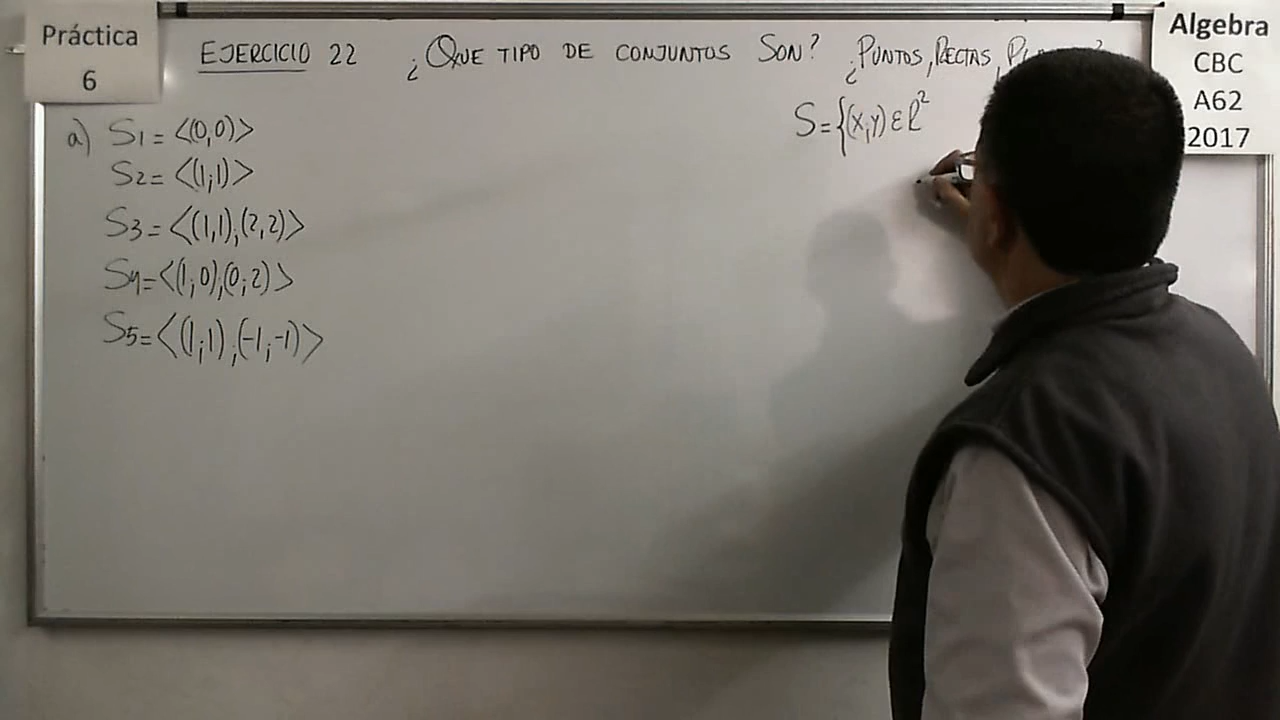 Práctica
6
EJERCICIO 22 ¿QUE TIPO DE CONJUNTOS SON? ¿PUNTOS, RECTAS,
Algebra
CBC
A62
2017
a) S1 = <(0,0)>
S2 = <(1,1)>
S3 = <(1,1);(2,2)>
S4 = <(1;0),(0;2)>
S5 = <(1;1),(-1;-1)>
S = {(X,Y) ∈ R²